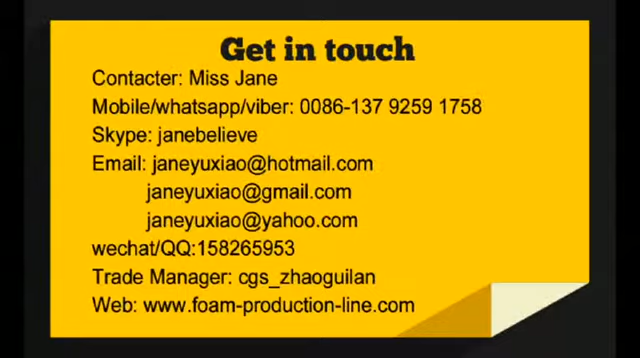 Get in touch
Contacter: Miss Jane
Mobile/whatsapp/viber: 0086-137 9259 1758
Skype: janebelieve
Email: janeyuxiao@hotmail.com
janeyuxiao@gmail.com
janeyuxiao@yahoo.com
wechat/QQ:158265953
Trade Manager: cgs_zhaoguilan
Web: www.foam-production-line.com